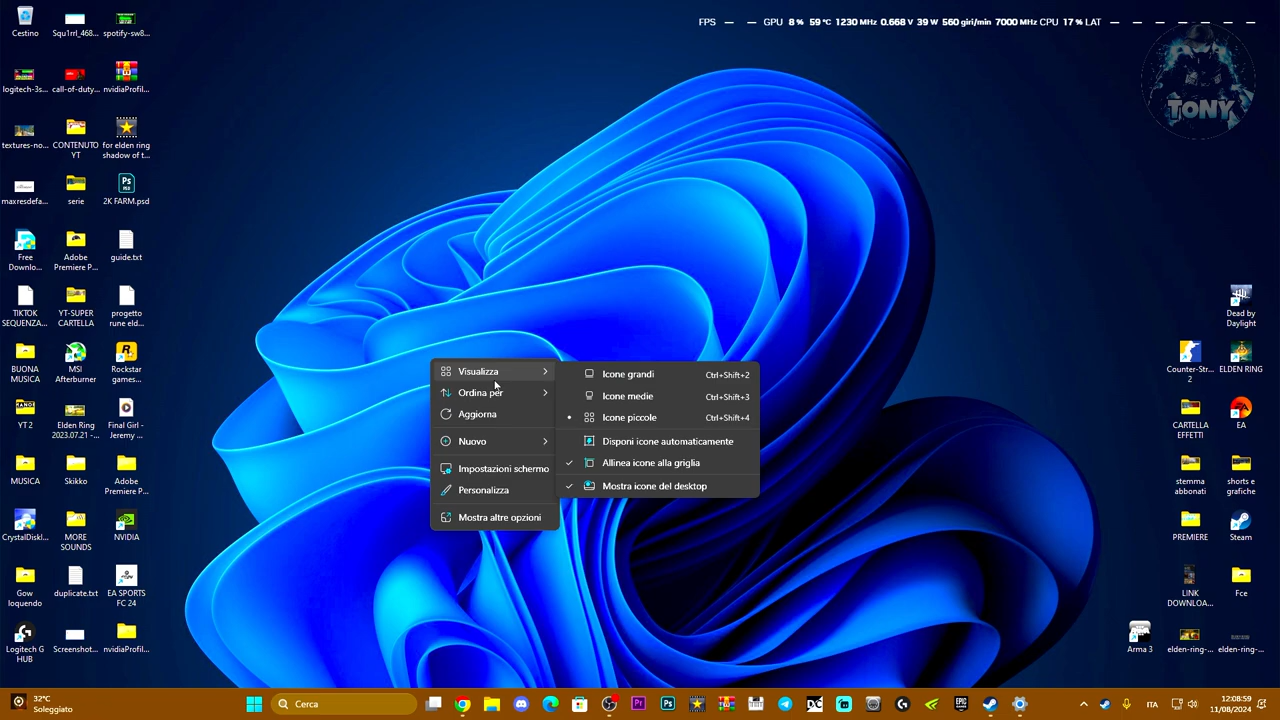 FPS — — GPU 8 % 59 °C 1230 MHz 0.668 V 39 W 560 giri/min 7000 MHz CPU 17 % LAT — — — — — — — —
TONY
Cestino
Squ1rrl_468...
spotify-sw8...
logitech-3s...
call-of-duty...
nvidiaProfil...
textures-no...
CONTENUTO
YT
for elden ring
shadow of t...
maxresdefa...
serie
2K FARM.psd
Free
Downlo...
Adobe
Premiere P...
guide.txt
TIKTOK
SEQUENZA...
YT-SUPER
CARTELLA
progetto
rune eld...
BUONA
MUSICA
MSI
Afterburner
Rockstar
games...
YT 2
Elden Ring
2023.07.21 -...
Final Girl -
Jeremy ...
MUSICA
Skikko
Adobe
Premiere P...
CrystalDiskI...
MORE
SOUNDS
NVIDIA
Gow
loquendo
duplicate.txt
EA SPORTS
FC 24
Logitech G
HUB
Screenshot...
nvidiaProfil...
Visualizza
Ordina per
Aggiorna
Nuovo
Impostazioni schermo
Personalizza
Mostra altre opzioni
Icone grandi Ctrl+Shift+2
Icone medie Ctrl+Shift+3
Icone piccole Ctrl+Shift+4
Disponi icone automaticamente
Allinea icone alla griglia
Mostra icone del desktop
Dead by
Daylight
Counter-Str...
2
ELDEN RING
CARTELLA
EFFETTI
EA
stemma
abbonati
shorts e
grafiche
PREMIERE
Steam
LINK
DOWNLOA...
Fce
Arma 3
elden-ring-...
elden-ring-...
32°C
Soleggiato
Cerca
ITA
12:08:59
11/08/2024